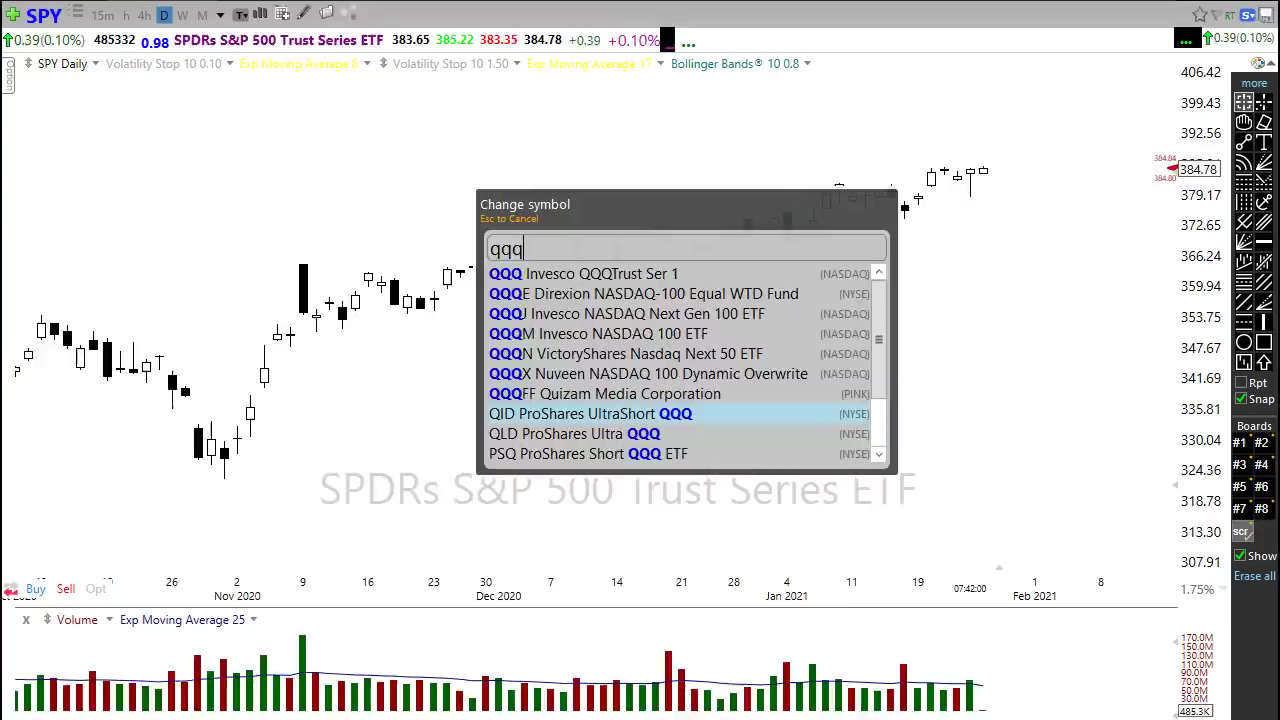 SPY 15m h 4h D W M T RT S
0.39(0.10%) 485332 0.98 SPDRs S&P 500 Trust Series ETF 383.65 385.22 383.35 384.78 +0.39 +0.10% ... ... 0.39(0.10%)
Option SPY Daily Volatility Stop 10 0.10 Exp Moving Average 8 Volatility Stop 10 1.50 Exp Moving Average 17 Bollinger Bands® 10 0.8
406.42
399.43
392.56
384.84
384.78
384.80
379.17
372.65
366.24
359.94
353.75
347.67
341.69
335.81
330.04
324.36
318.78
313.30
307.91
1.75%
Change symbol
Esc to Cancel
qqq
QQQ Invesco QQQTrust Ser 1 (NASDAQ)
QQQE Direxion NASDAQ-100 Equal WTD Fund (NYSE)
QQQJ Invesco NASDAQ Next Gen 100 ETF (NASDAQ)
QQQM Invesco NASDAQ 100 ETF (NASDAQ)
QQQN VictoryShares Nasdaq Next 50 ETF (NASDAQ)
QQQX Nuveen NASDAQ 100 Dynamic Overwrite (NASDAQ)
QQQFF Quizam Media Corporation (PINK)
QID ProShares UltraShort QQQ (NYSE)
QLD ProShares Ultra QQQ (NYSE)
PSQ ProShares Short QQQ ETF (NYSE)
SPDRs S&P 500 Trust Series ETF
more
T
Rpt
Snap
Boards
#1 #2
#3 #4
#5 #6
#7 #8
scr
Show
Erase all
Buy Sell Opt
26 2 9 16 23 30 7 14 21 28 4 11 19 07:42:00 1 8
2020 Nov 2020 Dec 2020 Jan 2021 Feb 2021
x Volume Exp Moving Average 25
170.0M
150.0M
130.0M
110.0M
90.0M
70.0M
50.0M
30.0M
485.3K